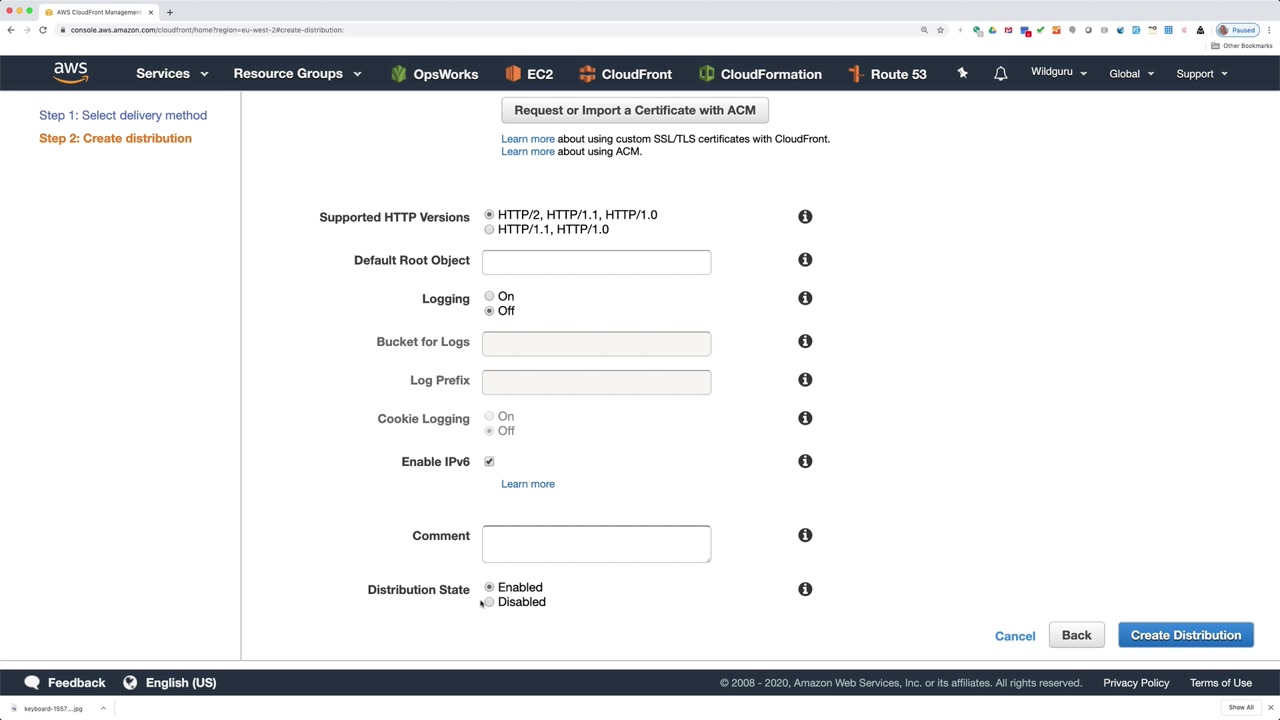 AWS CloudFront Management
console.aws.amazon.com/cloudfront/home?region=eu-west-2#create-distribution:
Paused
Other Bookmarks
aws
Services
Resource Groups
OpsWorks
EC2
CloudFront
CloudFormation
Route 53
Wildguru
Global
Support
Step 1: Select delivery method
Step 2: Create distribution
Request or Import a Certificate with ACM
Learn more about using custom SSL/TLS certificates with CloudFront.
Learn more about using ACM.
Supported HTTP Versions
HTTP/2, HTTP/1.1, HTTP/1.0
HTTP/1.1, HTTP/1.0
Default Root Object
Logging
On
Off
Bucket for Logs
Log Prefix
Cookie Logging
On
Off
Enable IPv6
Learn more
Comment
Distribution State
Enabled
Disabled
Cancel
Back
Create Distribution
Feedback
English (US)
© 2008 - 2020, Amazon Web Services, Inc. or its affiliates. All rights reserved.
Privacy Policy
Terms of Use
keyboard-1557....jpg
Show All